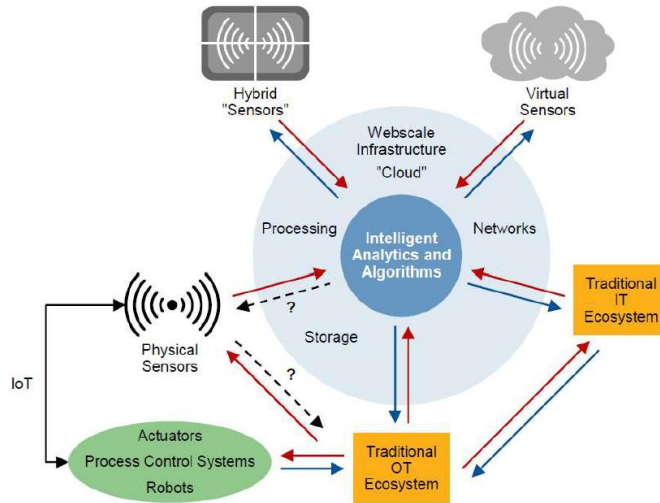 Hybrid
"Sensors"
Virtual
Sensors
Webscale
Infrastructure
"Cloud"
Processing
Networks
Intelligent
Analytics and
Algorithms
Traditional
IT
Ecosystem
?
Storage
Physical
Sensors
?
IoT
Actuators
Process Control Systems
Robots
Traditional
OT
Ecosystem